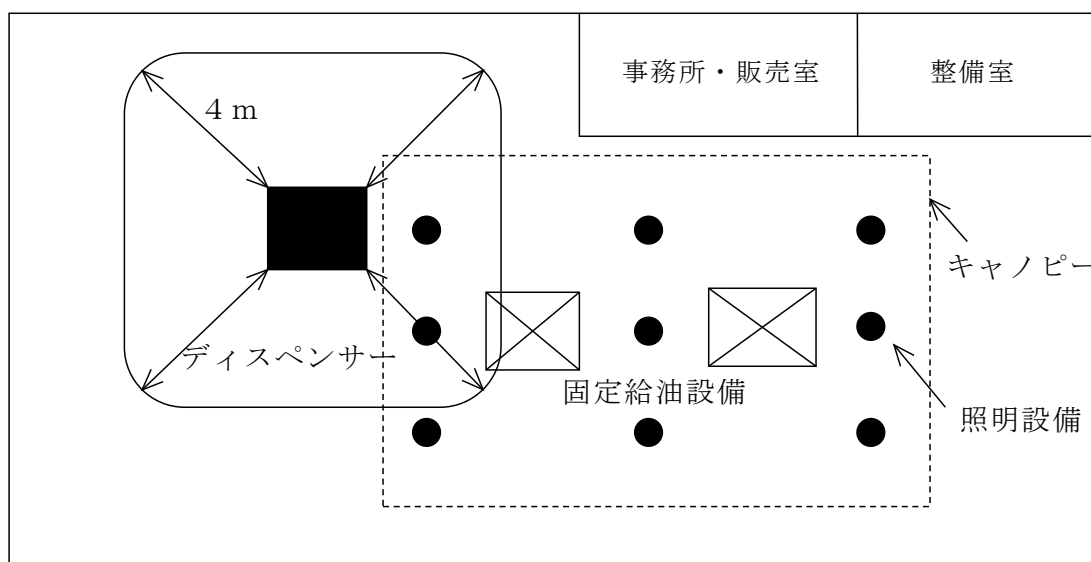 事務所・販売室
整備室
4 m
キャノピー
ディスペンサー
固定給油設備
照明設備